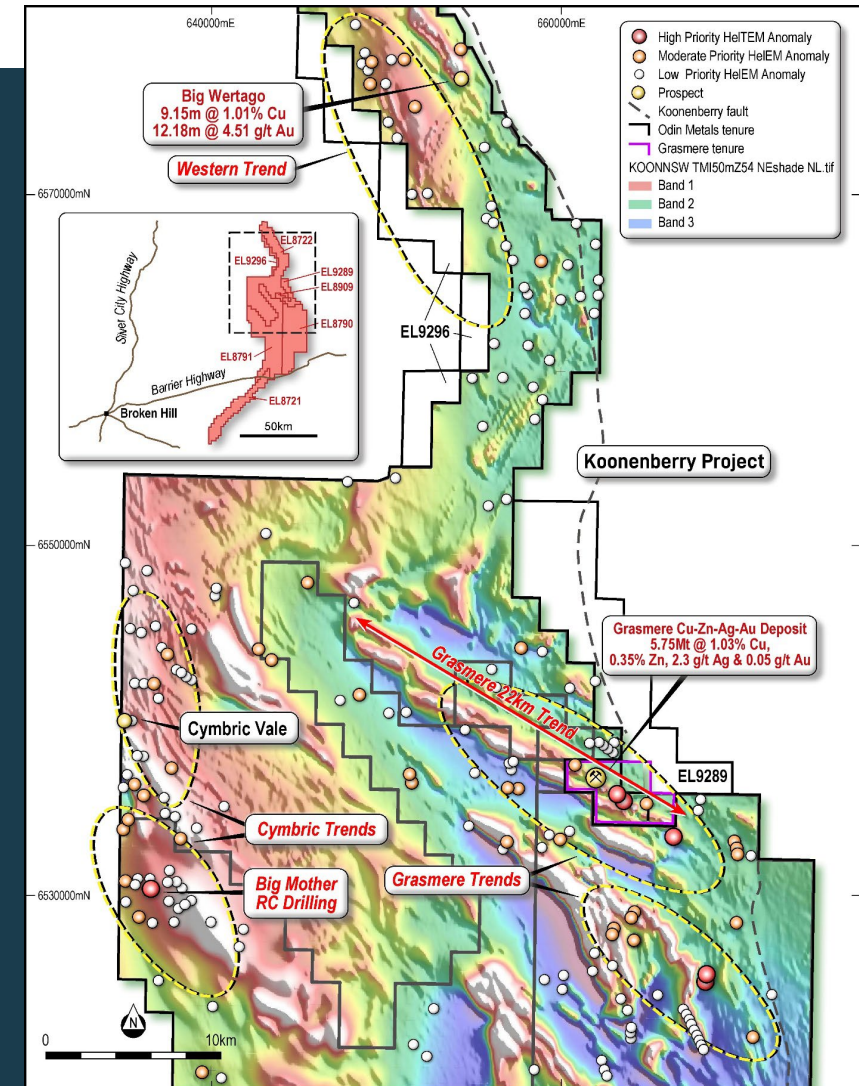 640000mE
660000mE
High Priority HelTEM Anomaly
Moderate Priority HelEM Anomaly
Low Priority HelEM Anomaly
Prospect
Koonenberry fault
Odin Metals tenure
Grasmere tenure
KOONNSW TMI50mZ54 NEshade NL.tif
Band 1
Band 2
Band 3
Big Wertago
9.15m @ 1.01% Cu
12.18m @ 4.51 g/t Au
Western Trend
6570000mN
Silver City Highway
EL8722
EL9296
EL9289
EL8909
EL8790
EL8791
Barrier Highway
EL8721
Broken Hill
50km
EL9296
Koonenberry Project
6550000mN
Grasmere Cu-Zn-Ag-Au Deposit
5.75Mt @ 1.03% Cu,
0.35% Zn, 2.3 g/t Ag & 0.05 g/t Au
Grasmere 22km Trend
Cymbric Vale
EL9289
Cymbric Trends
Big Mother
RC Drilling
Grasmere Trends
6530000mN
N
0
10km